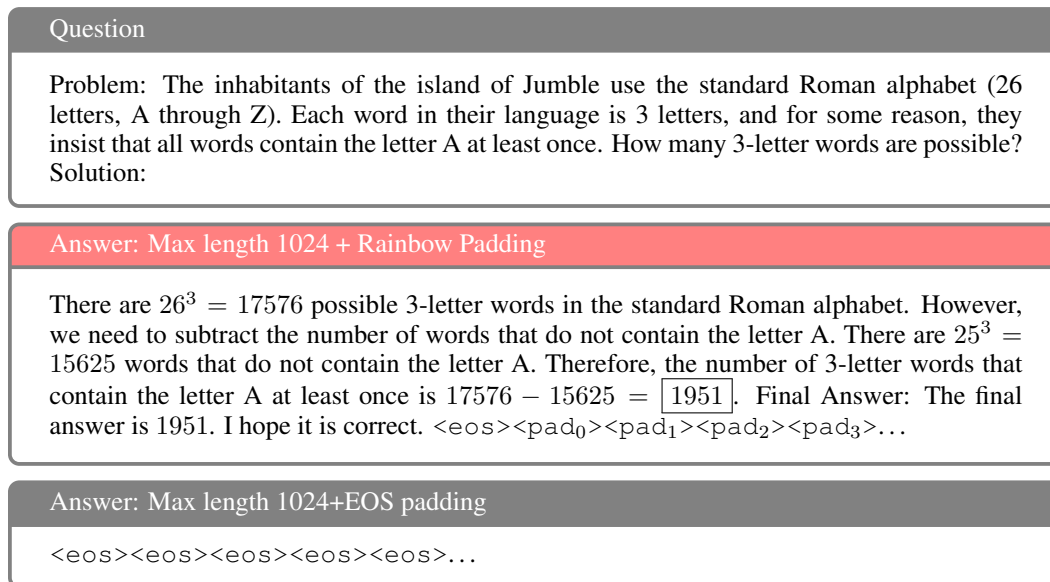 Question
Problem: The inhabitants of the island of Jumble use the standard Roman alphabet (26
letters, A through Z). Each word in their language is 3 letters, and for some reason, they
insist that all words contain the letter A at least once. How many 3-letter words are possible?
Solution:
Answer: Max length 1024 + Rainbow Padding
There are 26³ = 17576 possible 3-letter words in the standard Roman alphabet. However,
we need to subtract the number of words that do not contain the letter A. There are 25³ =
15625 words that do not contain the letter A. Therefore, the number of 3-letter words that
contain the letter A at least once is 17576 − 15625 = 1951. Final Answer: The final
answer is 1951. I hope it is correct. <eos><pad₀><pad₁><pad₂><pad₃>...
Answer: Max length 1024+EOS padding
<eos><eos><eos><eos><eos>...